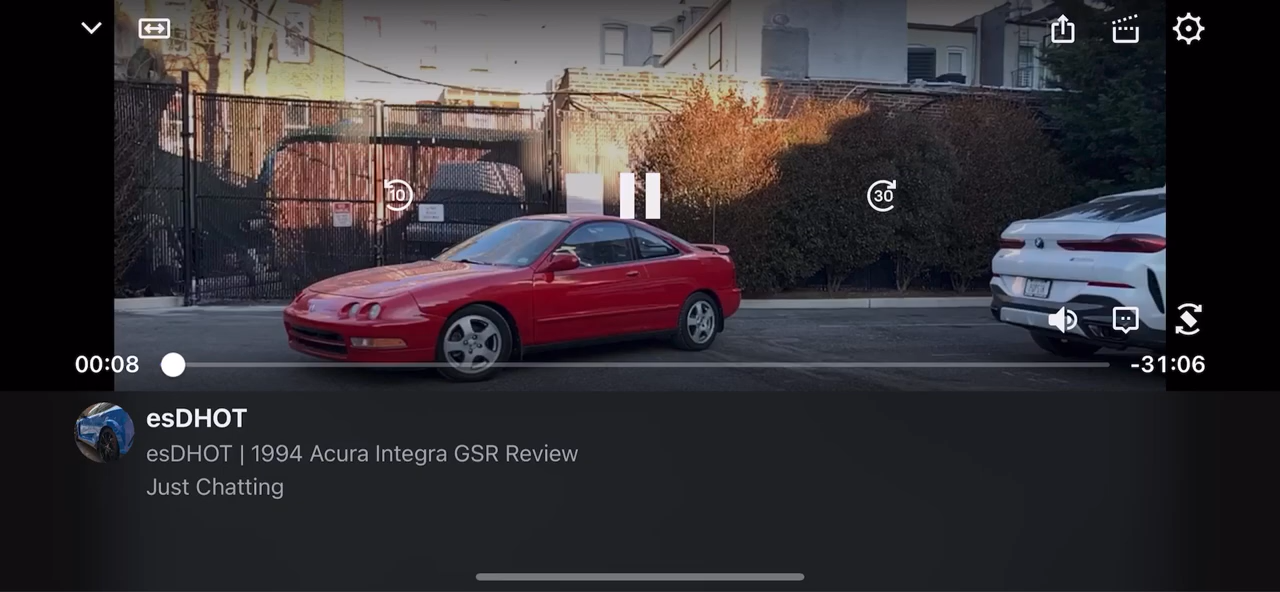 10
30
00:08
-31:06
esDHOT
esDHOT | 1994 Acura Integra GSR Review
Just Chatting